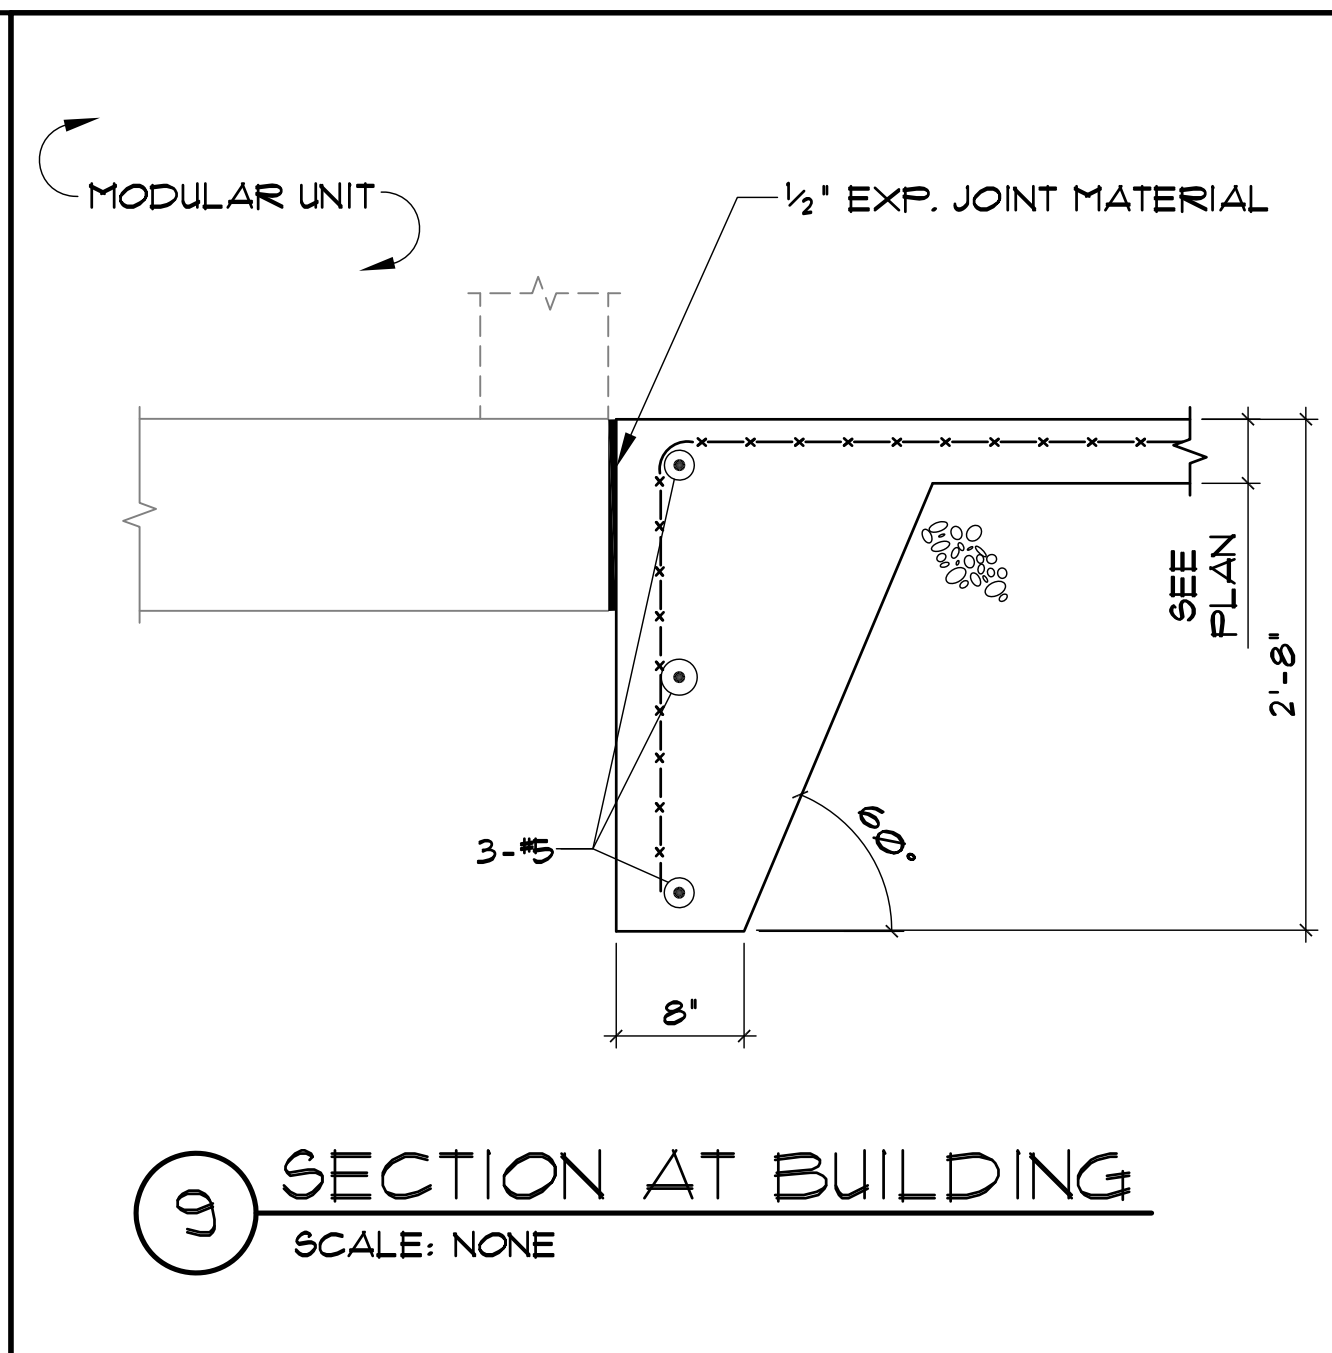 MODULAR UNIT
½" EXP. JOINT MATERIAL
SEE
PLAN
2'-8"
3-#5
60°
8"
9
SECTION AT BUILDING
SCALE: NONE